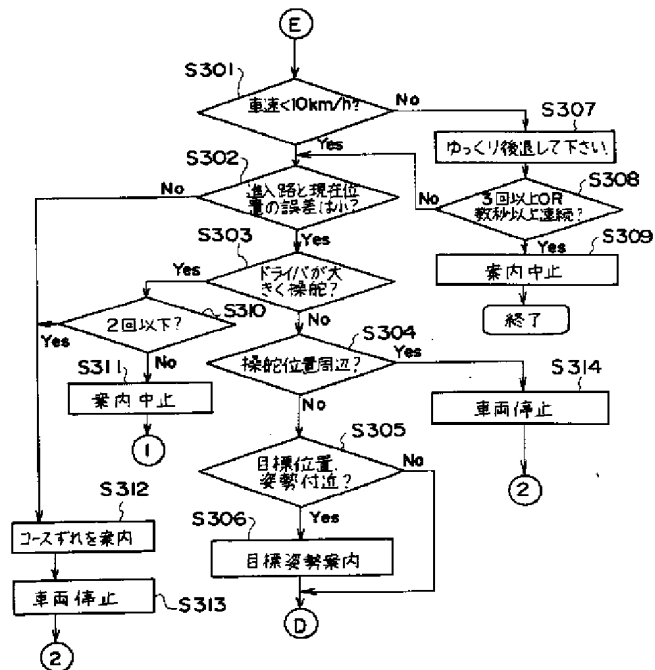 E
S301
車速<10km/h?
No
S307
ゆっくり後退して下さい
Yes
S302
No
進入路と現在位
置の誤差は小?
S308
No
3回以上OR
数秒以上連続?
S303
Yes
Yes
S309
案内中止
Yes
ドライバが大
きく操舵?
終了
S310
2回以下?
Yes
No
S304
No
操舵位置周辺?
Yes
S311
案内中止
S314
車両停止
No
1
S305
目標位置,
姿勢付近?
No
2
S312
コースずれを案内
S306
Yes
目標姿勢案内
車両停止
S313
D
2